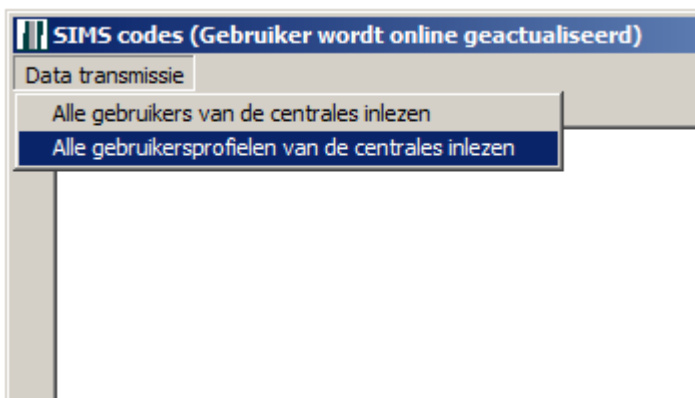 SIMS codes (Gebruiker wordt online geactualiseerd)
Data transmissie
Alle gebruikers van de centrales inlezen
Alle gebruikersprofielen van de centrales inlezen